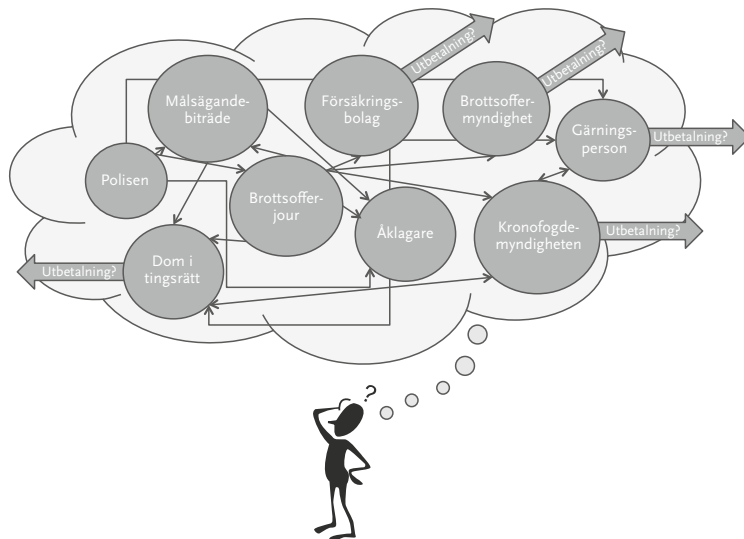 Utbetalning?
Utbetalning?
Målsägande-
biträde
Försäkrings-
bolag
Brottsoffer-
myndighet
Gärnings-
person
Utbetalning?
Polisen
Brottsoffer-
jour
Åklagare
Kronofogde-
myndigheten
Utbetalning?
Dom i
tingsrätt
Utbetalning?
?